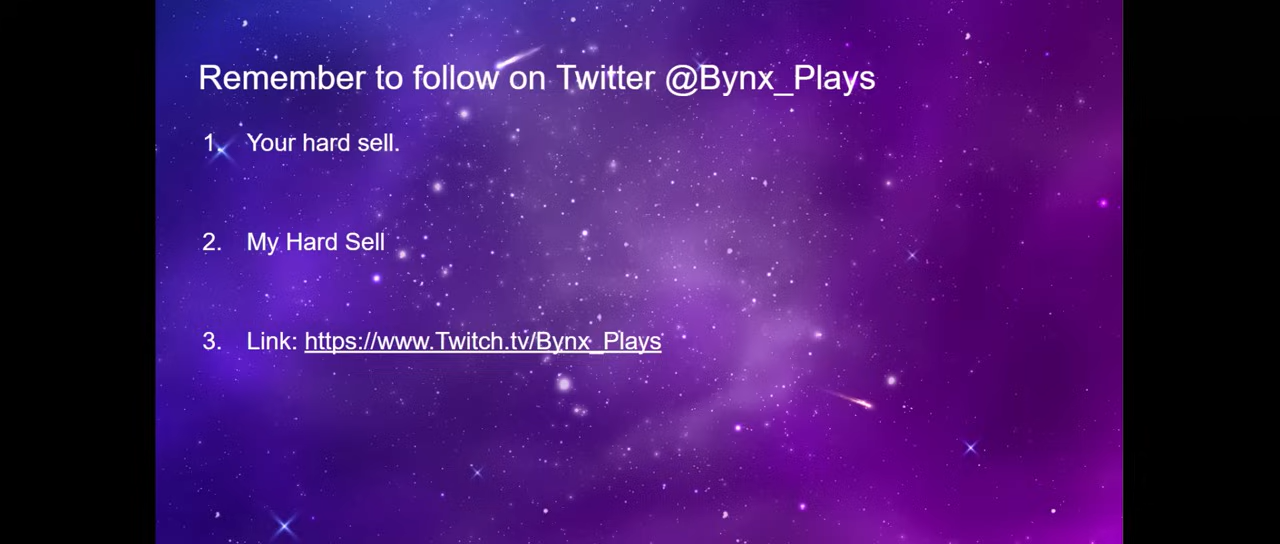 Remember to follow on Twitter @Bynx_Plays
1. Your hard sell.
2. My Hard Sell
3. Link: https://www.Twitch.tv/Bynx_Plays